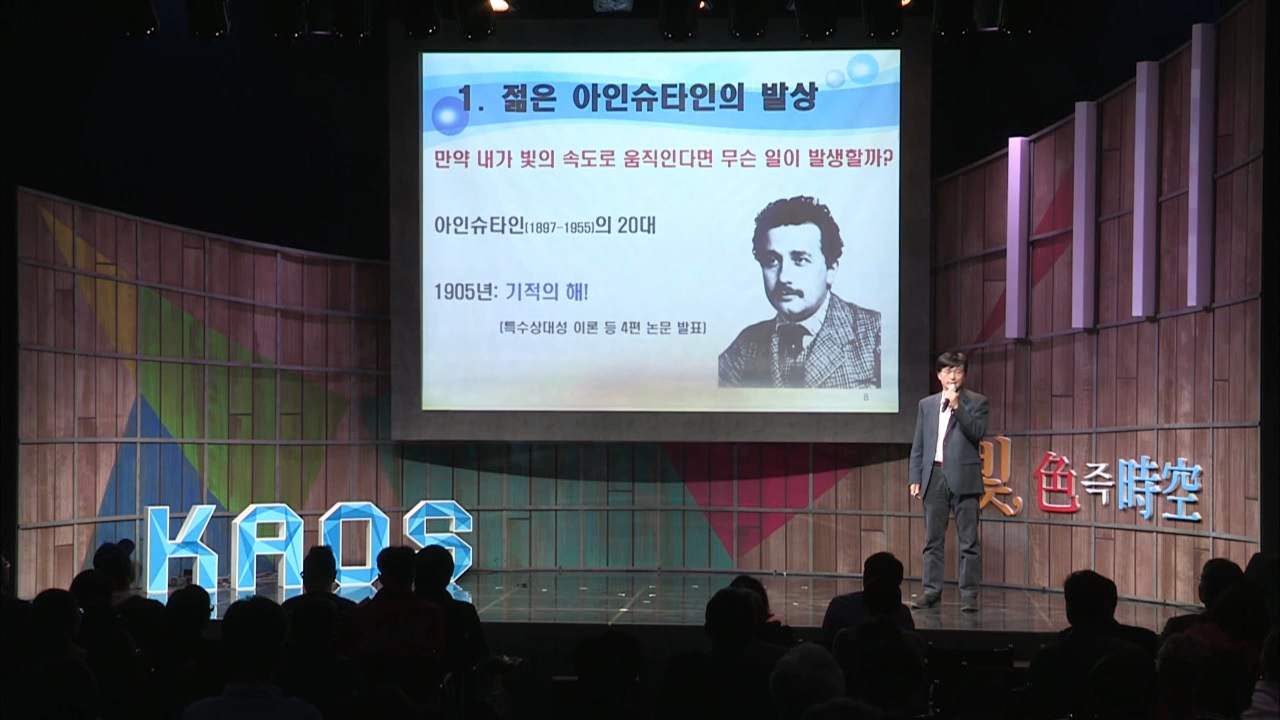 1. 젊은 아인슈타인의 발상
만약 내가 빛의 속도로 움직인다면 무슨 일이 발생할까?
아인슈타인(1897-1955)의 20대
1905년: 기적의 해!
(특수상대성 이론 등 4편 논문 발표)
8
빛, 色즉時空
KAOS